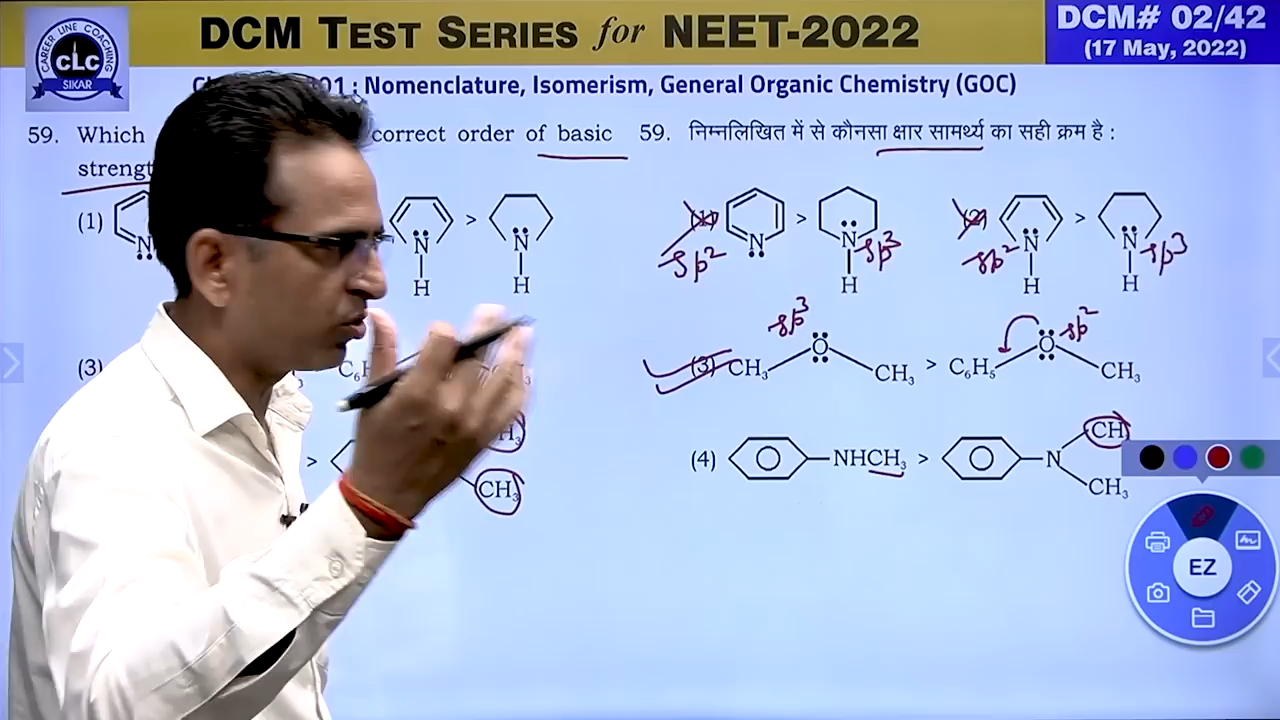 DCM TEST SERIES for NEET-2022
DCM# 02/42
(17 May, 2022)
CAREER LINE COACHING
CLC
SIKAR
01 : Nomenclature, Isomerism, General Organic Chemistry (GOC)
59. Which correct order of basic
59. निम्नलिखित में से कौनसा क्षार सामर्थ्य का सही क्रम है :
(1) N > N H > N H
(1) N > N H (2) N H > N H
sp² sp³ sp² sp³
sp³ sp²
(3)
(3) CH₃ O CH₃ > C₆H₅ O CH₃
> CH₃
(4) NHCH₃ > N CH CH₃
EZ